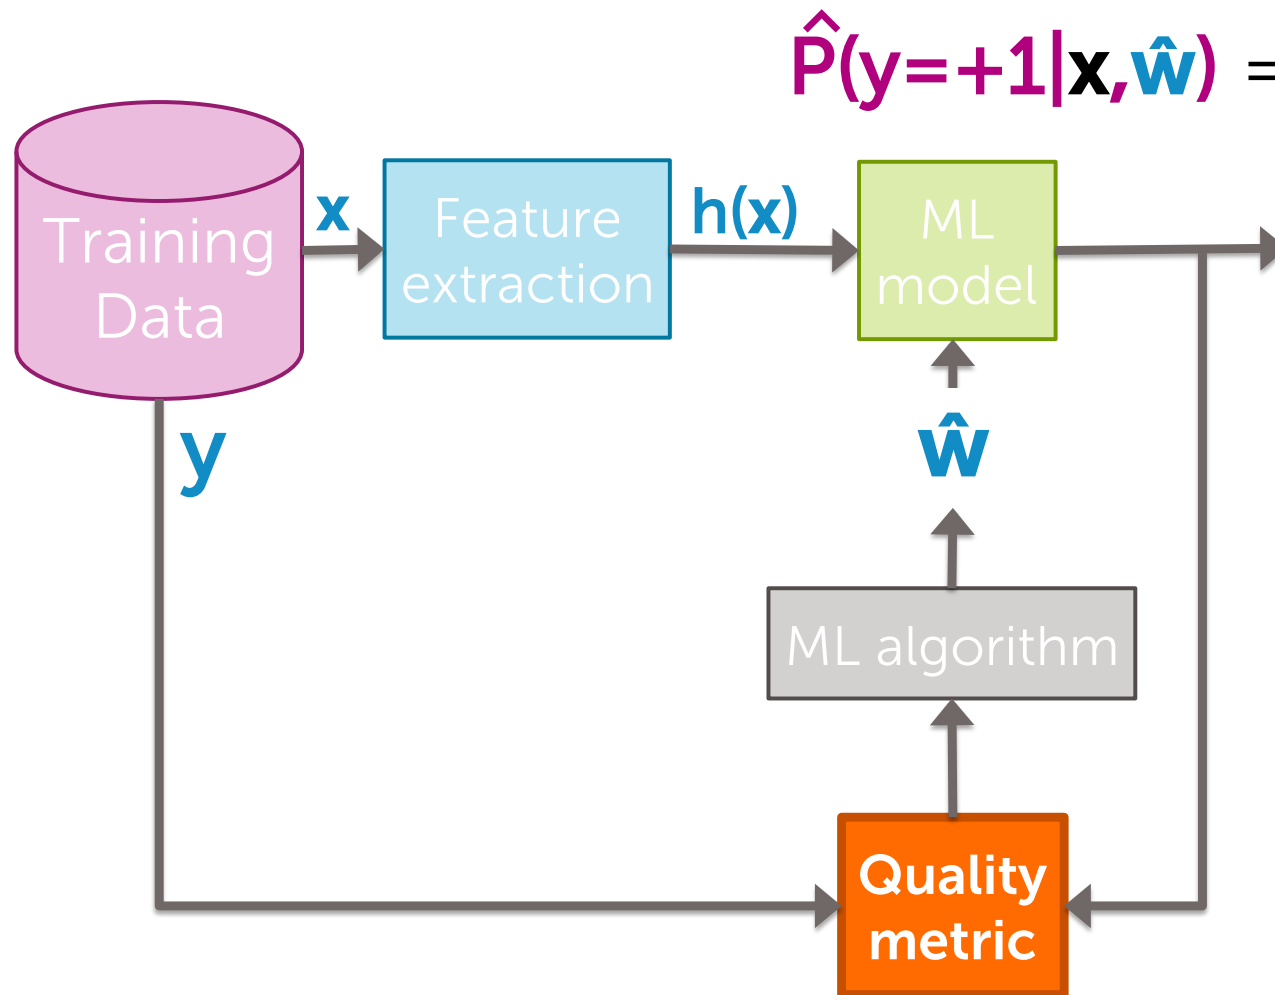 P̂(y=+1|x,ŵ) =
Training
Data
x
Feature
extraction
h(x)
ML
model
y
ŵ
ML algorithm
Quality
metric